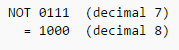 NOT 0111 (decimal 7)
= 1000 (decimal 8)